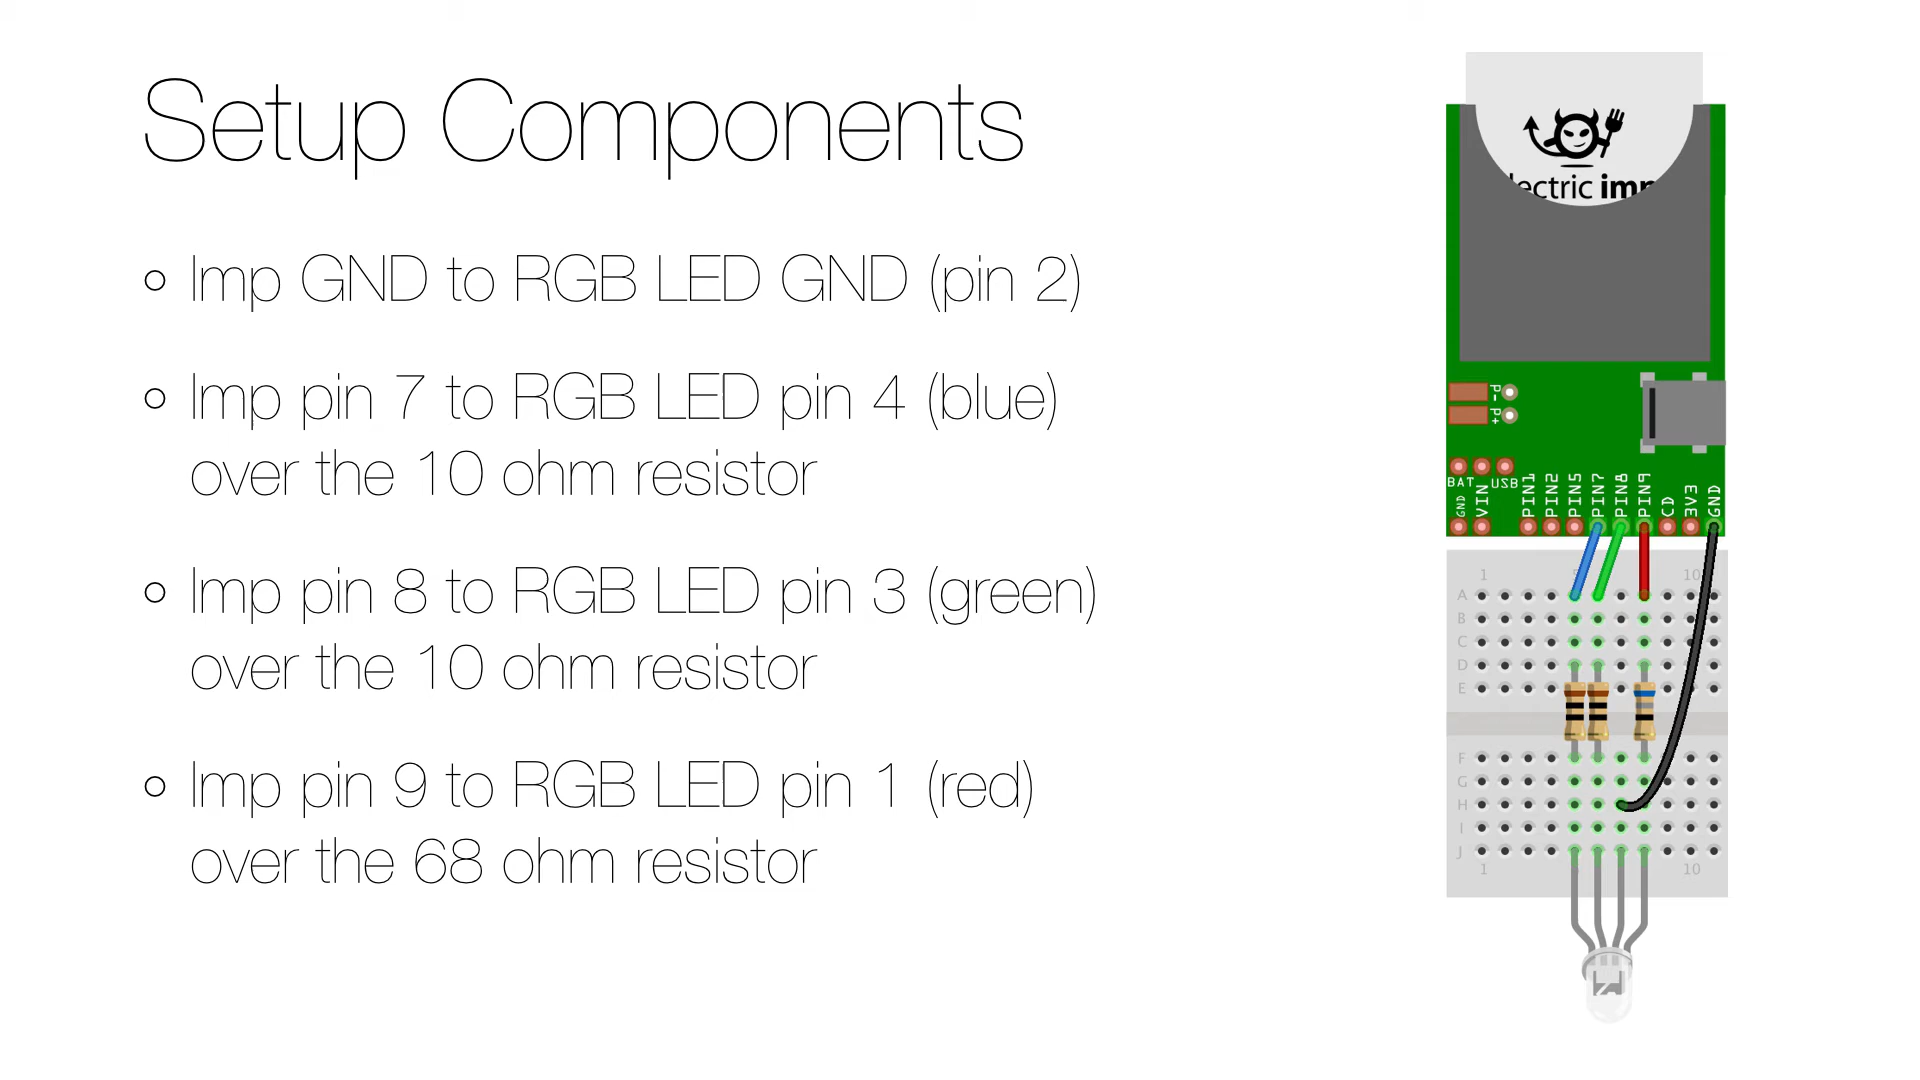 Setup Components
Imp GND to RGB LED GND (pin 2)
Imp pin 7 to RGB LED pin 4 (blue)
over the 10 ohm resistor
Imp pin 8 to RGB LED pin 3 (green)
over the 10 ohm resistor
Imp pin 9 to RGB LED pin 1 (red)
over the 68 ohm resistor
lectric imp
P-
P+
BAT USB
GND VIN PIN1 PIN2 PIN5 PIN7 PIN8 PIN9 CD 3V3 GND
1 10
A
B
C
D
E
F
G
H
I
J
1 10